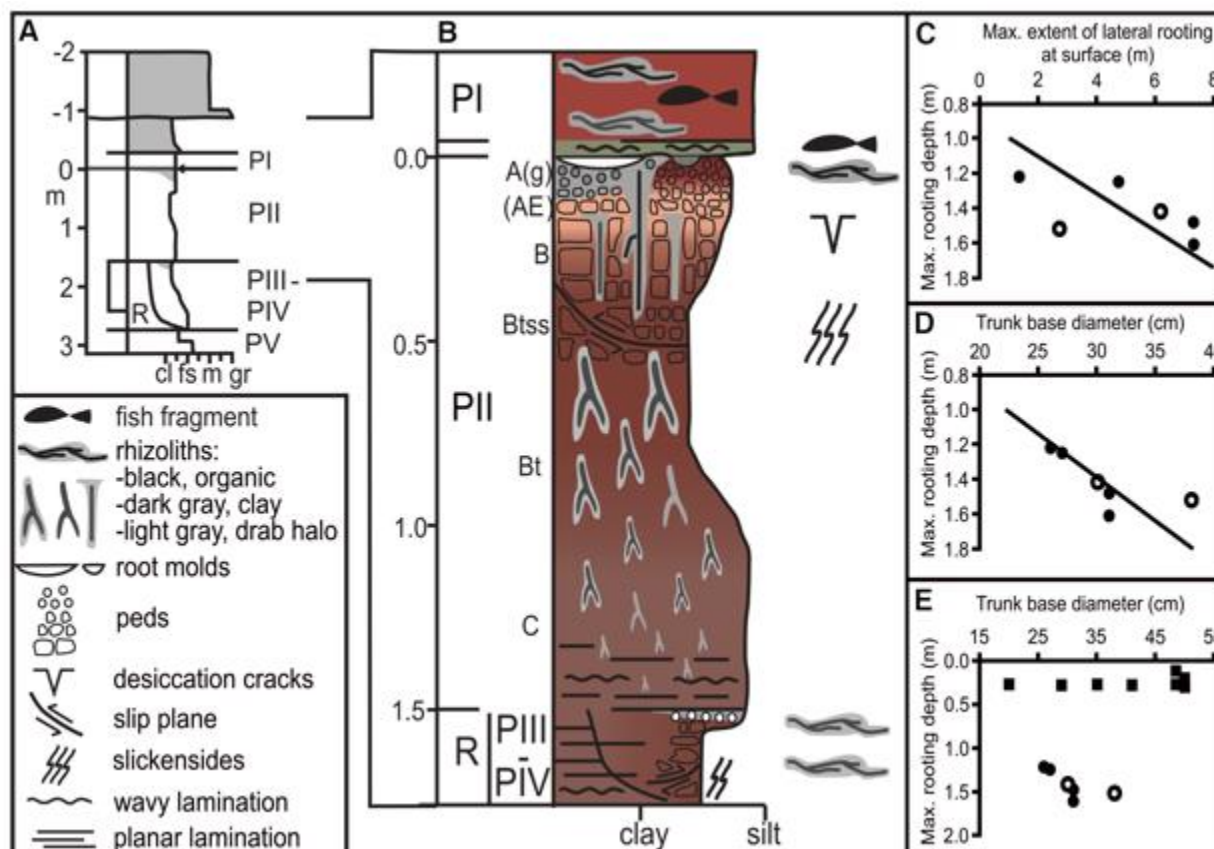 A
-2
-1
0
m
1
2
3
PI
PII
PIII -
PIV
PV
R
cl fs m gr
fish fragment
rhizoliths:
-black, organic
-dark gray, clay
-light gray, drab halo
root molds
peds
desiccation cracks
slip plane
slickensides
wavy lamination
planar lamination
B
PI
0.0
A(g)
(AE)
B
Btss
0.5
PII
Bt
1.0
C
1.5
R
PIII
-
PIV
clay silt
C
Max. extent of lateral rooting
at surface (m)
0 2 4 6 8
Max. rooting depth (m)
0.8
1.0
1.2
1.4
1.6
1.8
D
Trunk base diameter (cm)
20 25 30 35
Max. rooting depth (m)
0.8
1.0
1.2
1.4
1.6
1.8
E
Trunk base diameter (cm)
15 25 35 45
Max. rooting depth (m)
0.0
0.5
1.0
1.5
2.0